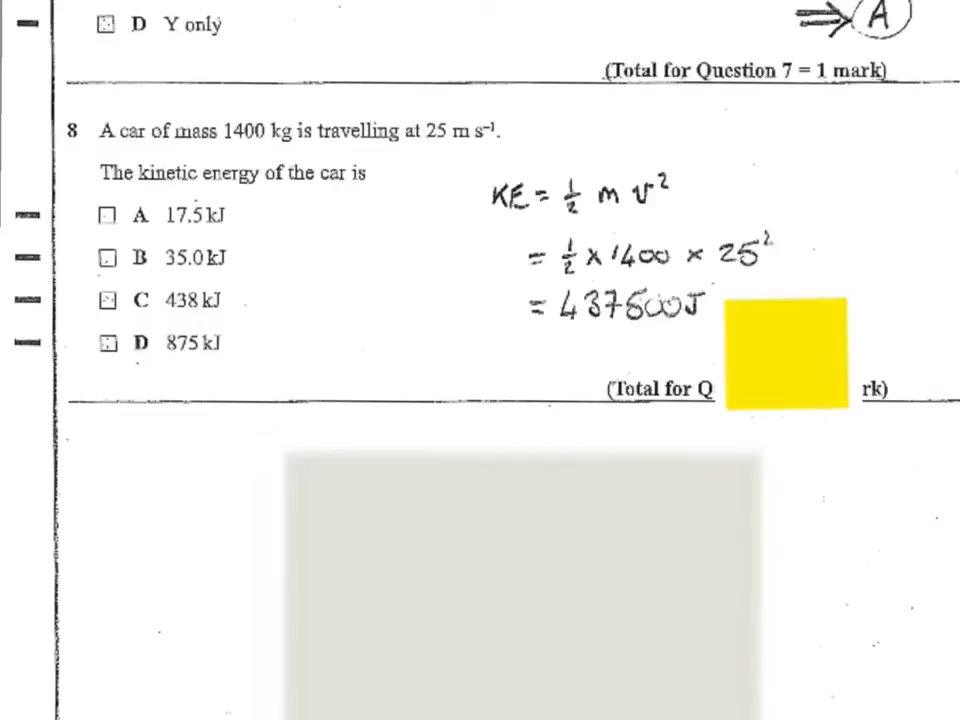 D Y only
⇒ A
(Total for Question 7 = 1 mark)
8 A car of mass 1400 kg is travelling at 25 m s⁻¹.
The kinetic energy of the car is
KE = ½ m v²
A 17.5 kJ
B 35.0 kJ
= ½ × 1400 × 25²
C 438 kJ
= 437500J
D 875 kJ
(Total for Q
rk)